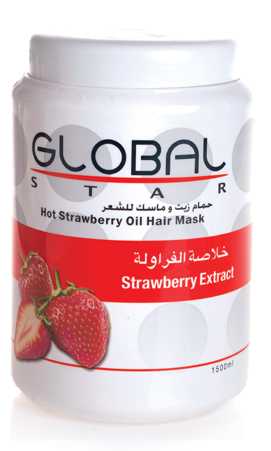 GLOBAL
STAR
حمام زيت و ماسك للشعر
Hot Strawberry Oil Hair Mask
خلاصة الفراولة
Strawberry Extract
1500ml